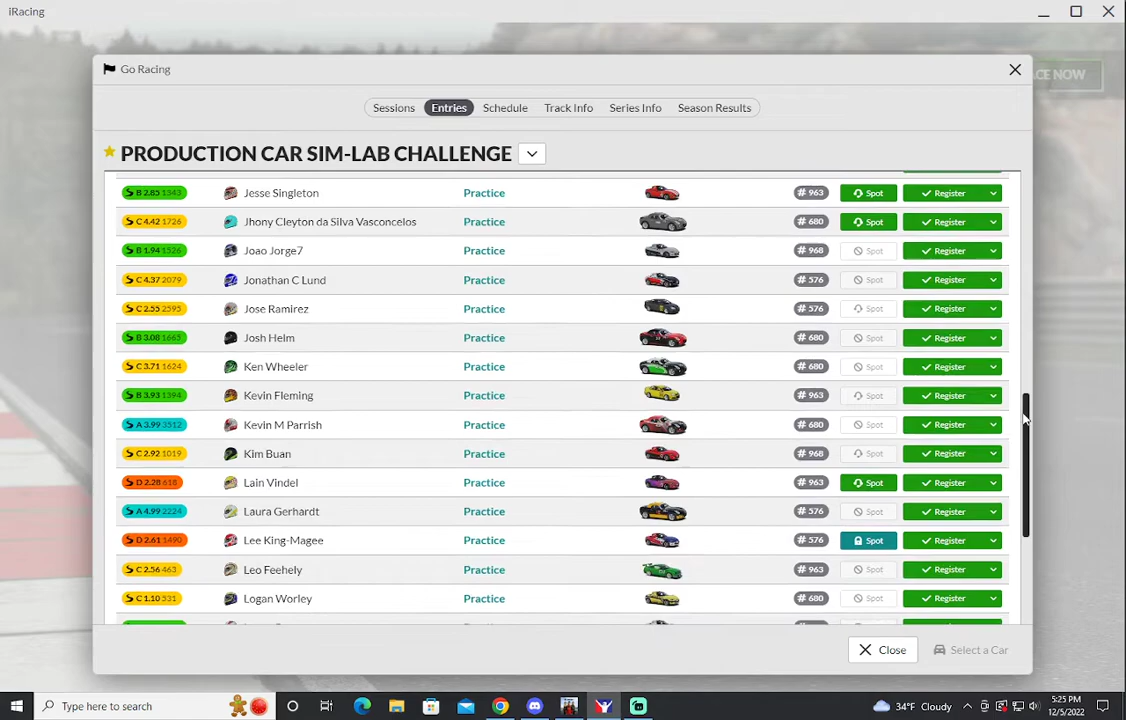 iRacing
Go Racing
RACE NOW
Sessions Entries Schedule Track Info Series Info Season Results
PRODUCTION CAR SIM-LAB CHALLENGE
B 2.85 1343 Jesse Singleton Practice # 963 Spot Register
C 4.42 1726 Jhony Cleyton da Silva Vasconcelos Practice # 680 Spot Register
B 1.94 1526 Joao Jorge7 Practice # 968 Spot Register
C 4.37 2079 Jonathan C Lund Practice # 576 Spot Register
C 2.55 2595 Jose Ramirez Practice # 576 Spot Register
B 3.08 1665 Josh Helm Practice # 680 Spot Register
C 3.71 1624 Ken Wheeler Practice # 680 Spot Register
B 3.93 1394 Kevin Fleming Practice # 963 Spot Register
A 3.99 3512 Kevin M Parrish Practice # 680 Spot Register
C 2.92 1019 Kim Buan Practice # 968 Spot Register
D 2.28 618 Lain Vindel Practice # 963 Spot Register
A 4.99 2224 Laura Gerhardt Practice # 576 Spot Register
D 2.61 1490 Lee King-Magee Practice # 576 Spot Register
C 2.56 463 Leo Feehely Practice # 963 Spot Register
C 1.10 531 Logan Worley Practice # 680 Spot Register
Close Select a Car
Type here to search
34°F Cloudy
5:25 PM
12/5/2022